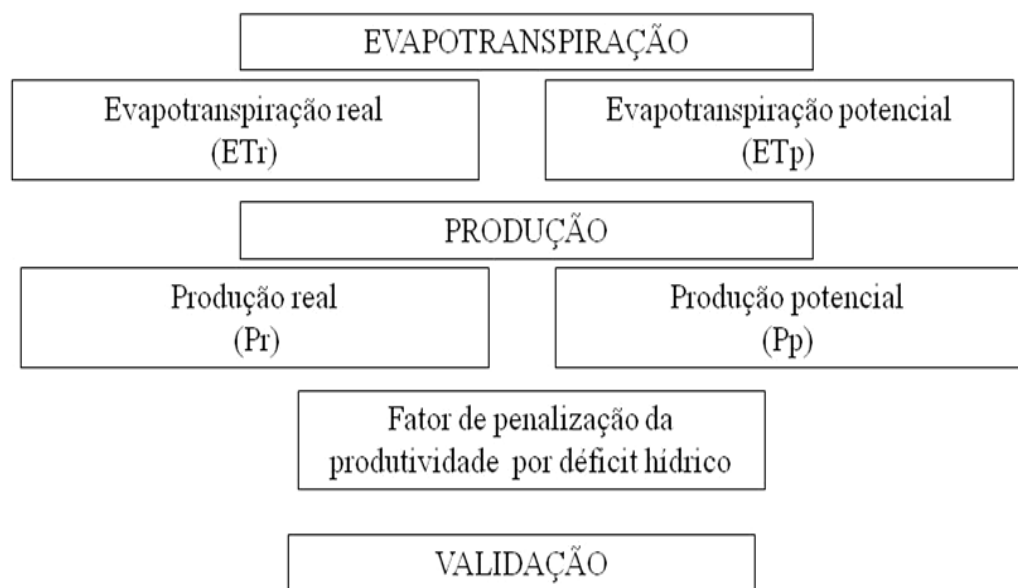 EVAPOTRANSPIRAÇÃO
Evapotranspiração real
(ETr)
Evapotranspiração potencial
(ETp)
PRODUÇÃO
Produção real
(Pr)
Produção potencial
(Pp)
Fator de penalização da
produtividade por déficit hídrico
VALIDAÇÃO